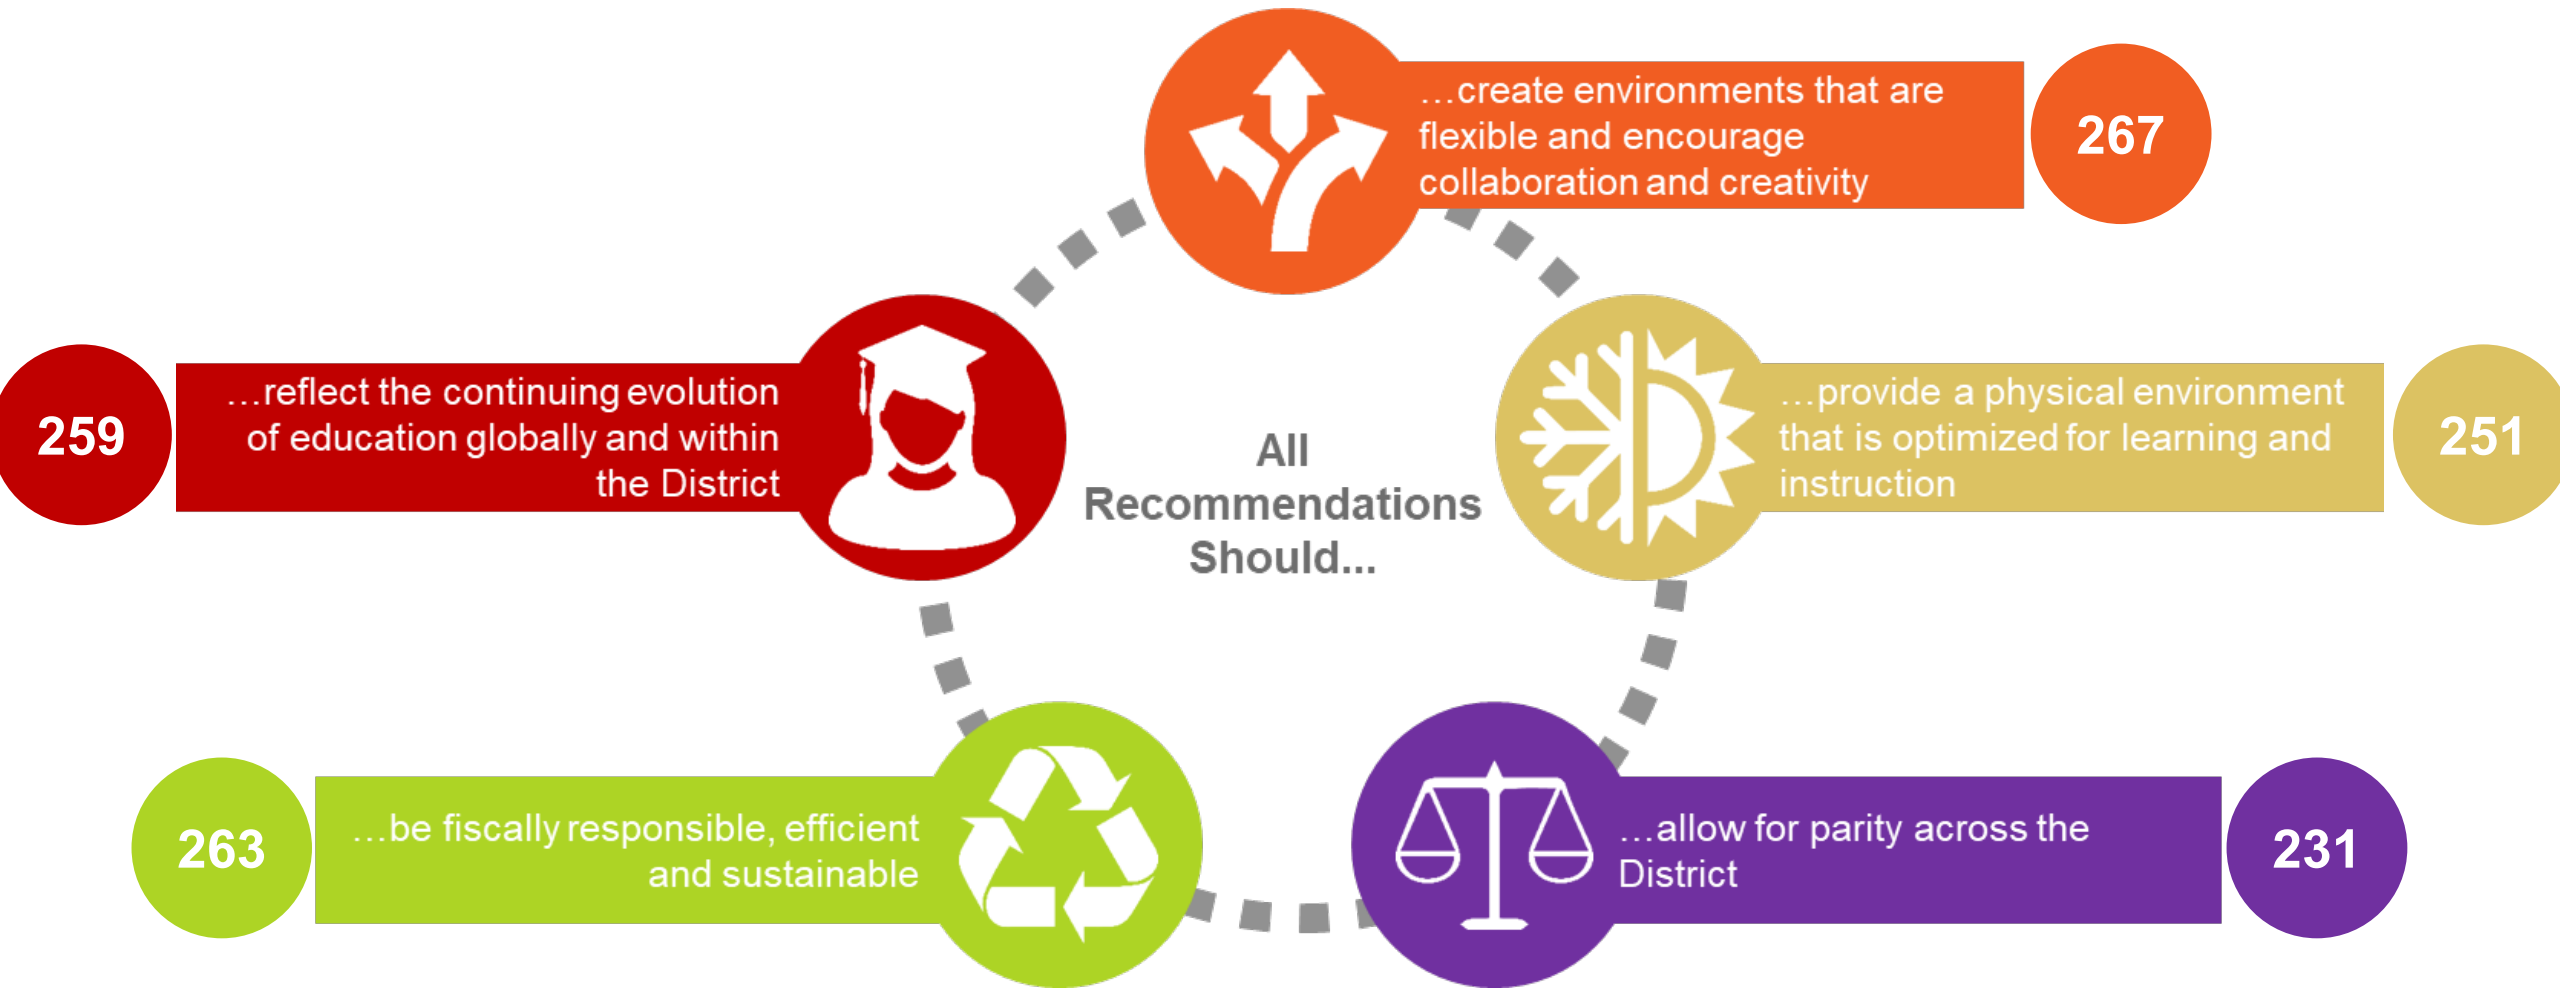 …create environments that are
flexible and encourage
collaboration and creativity
267
259
…reflect the continuing evolution
of education globally and within
the District
All
Recommendations
Should...
…provide a physical environment
that is optimized for learning and
instruction
251
263
…be fiscally responsible, efficient
and sustainable
…allow for parity across the
District
231